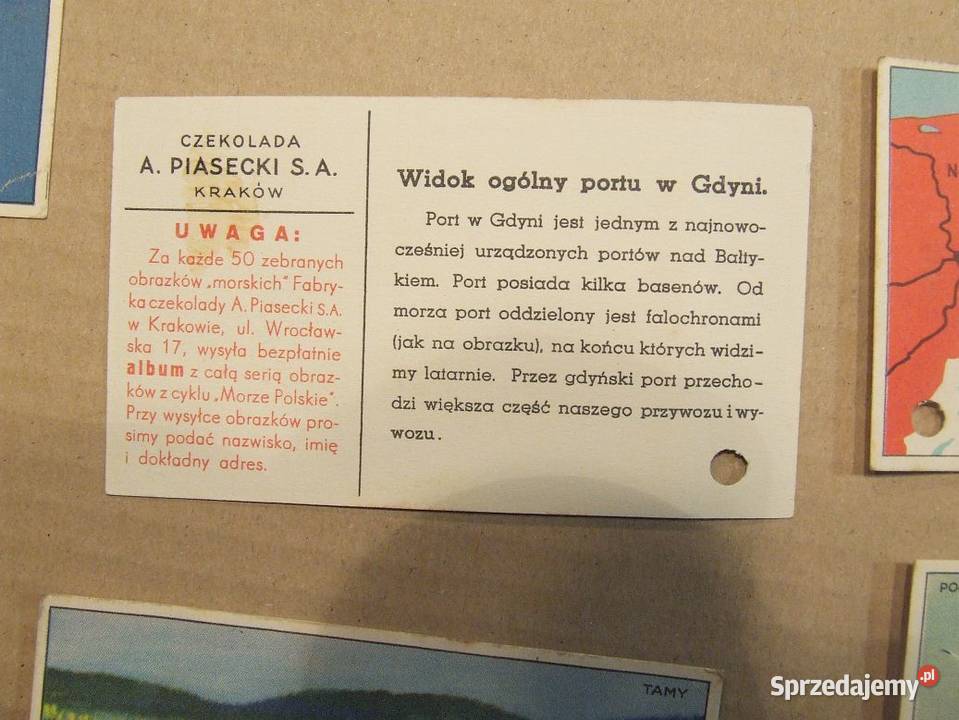 CZEKOLADA
A. PIASECKI S. A.
KRAKÓW
UWAGA:
Za każde 50 zebranych
obrazków „morskich" Fabry-
ka czekolady A. Piasecki S.A.
w Krakowie, ul. Wrocław-
ska 17, wysyła bezpłatnie
album z całą serią obraz-
ków z cyklu „Morze Polskie".
Przy wysyłce obrazków pro-
simy podać nazwisko, imię
i dokładny adres.
Widok ogólny portu w Gdyni.
Port w Gdyni jest jednym z najnowo-
cześniej urządzonych portów nad Bałty-
kiem. Port posiada kilka basenów. Od
morza port oddzielony jest falochronami
(jak na obrazku), na końcu których widzi-
my latarnie. Przez gdyński port przecho-
dzi większa część naszego przywozu i wy-
wozu.
N
PO
TAMY
Sprzedajemy.pl